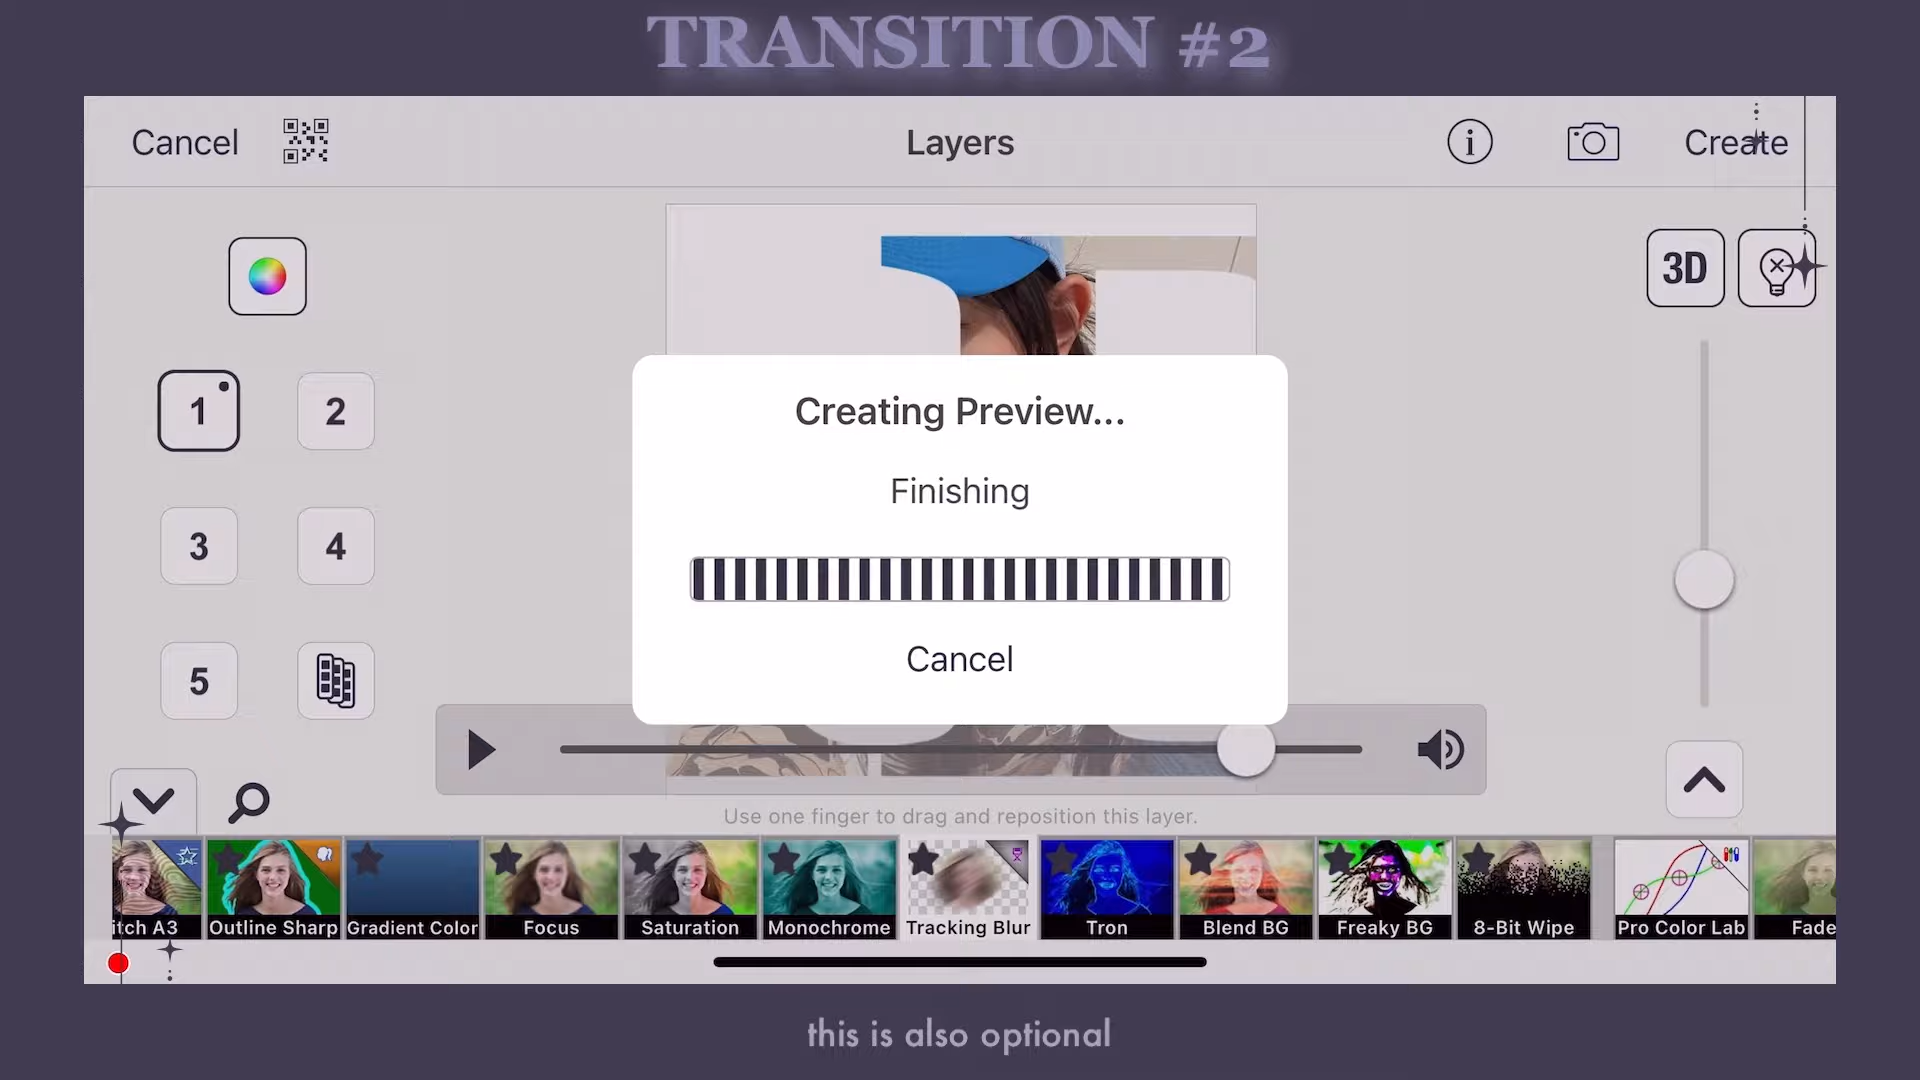 TRANSITION #2
Cancel
Layers
i
Create
3D
1
2
3
4
5
Creating Preview...
Finishing
Cancel
Use one finger to drag and reposition this layer.
itch A3
Outline Sharp
Gradient Color
Focus
Saturation
Monochrome
Tracking Blur
Tron
Blend BG
Freaky BG
8-Bit Wipe
Pro Color Lab
Fade
this is also optional